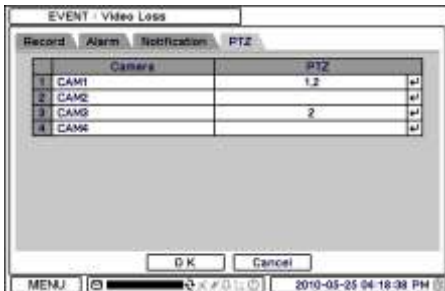 EVENT : Video Loss
Record Alarm Notification PTZ
Camera PTZ
1 CAM1 1,2
2 CAM2
3 CAM3 2
4 CAM4
OK Cancel
MENU 2010-05-25 04:18:38 PM